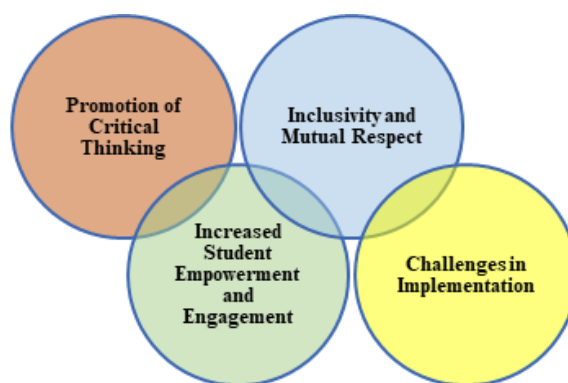 Promotion of
Critical
Thinking
Inclusivity and
Mutual Respect
Increased
Student
Empowerment
and
Engagement
Challenges in
Implementation